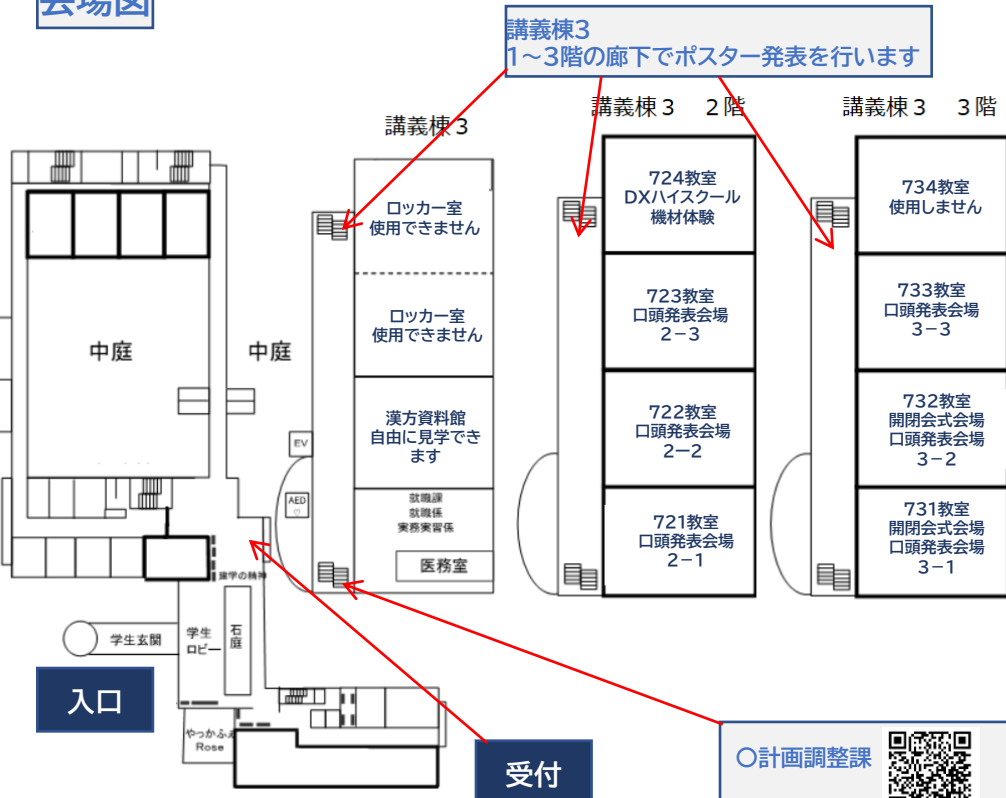 会場図
講義棟3
1～3階の廊下でポスター発表を行います
講義棟3
講義棟3　2階
講義棟3　3階
ロッカー室
使用できません
ロッカー室
使用できません
漢方資料館
自由に見学でき
ます
就職課
就職係
実務実習係
医務室
EV
AED
♡
724教室
DXハイスクール
機材体験
723教室
口頭発表会場
2－3
722教室
口頭発表会場
2ー2
721教室
口頭発表会場
2－1
734教室
使用しません
733教室
口頭発表会場
3－3
732教室
開閉会式会場
口頭発表会場
3－2
731教室
開閉会式会場
口頭発表会場
3－1
中庭
中庭
建学の精神
学生玄関
学生
ロビー
石庭
入口
やっかふぇ
Rose
受付
〇計画調整課